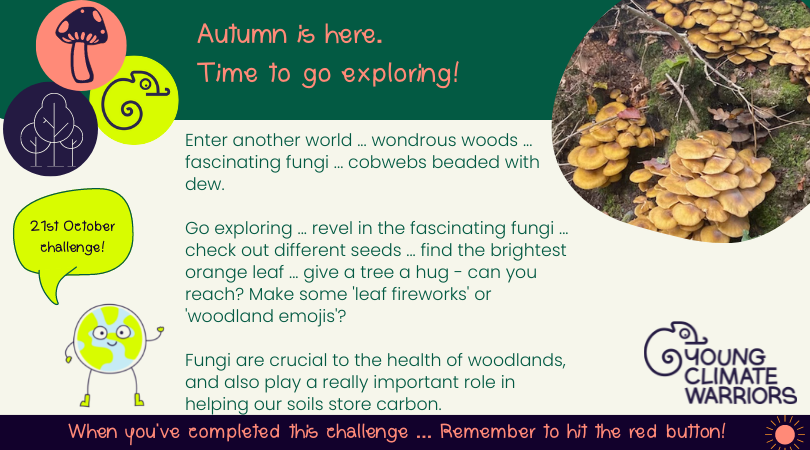 Autumn is here.
Time to go exploring!
Enter another world ... wondrous woods ...
fascinating fungi ... cobwebs beaded with
dew.
Go exploring ... revel in the fascinating fungi ...
check out different seeds ... find the brightest
orange leaf ... give a tree a hug - can you
reach? Make some 'leaf fireworks' or
'woodland emojis'?
Fungi are crucial to the health of woodlands,
and also play a really important role in
helping our soils store carbon.
21st October
challenge!
YOUNG
CLIMATE
WARRIORS
When you've completed this challenge ... Remember to hit the red button!